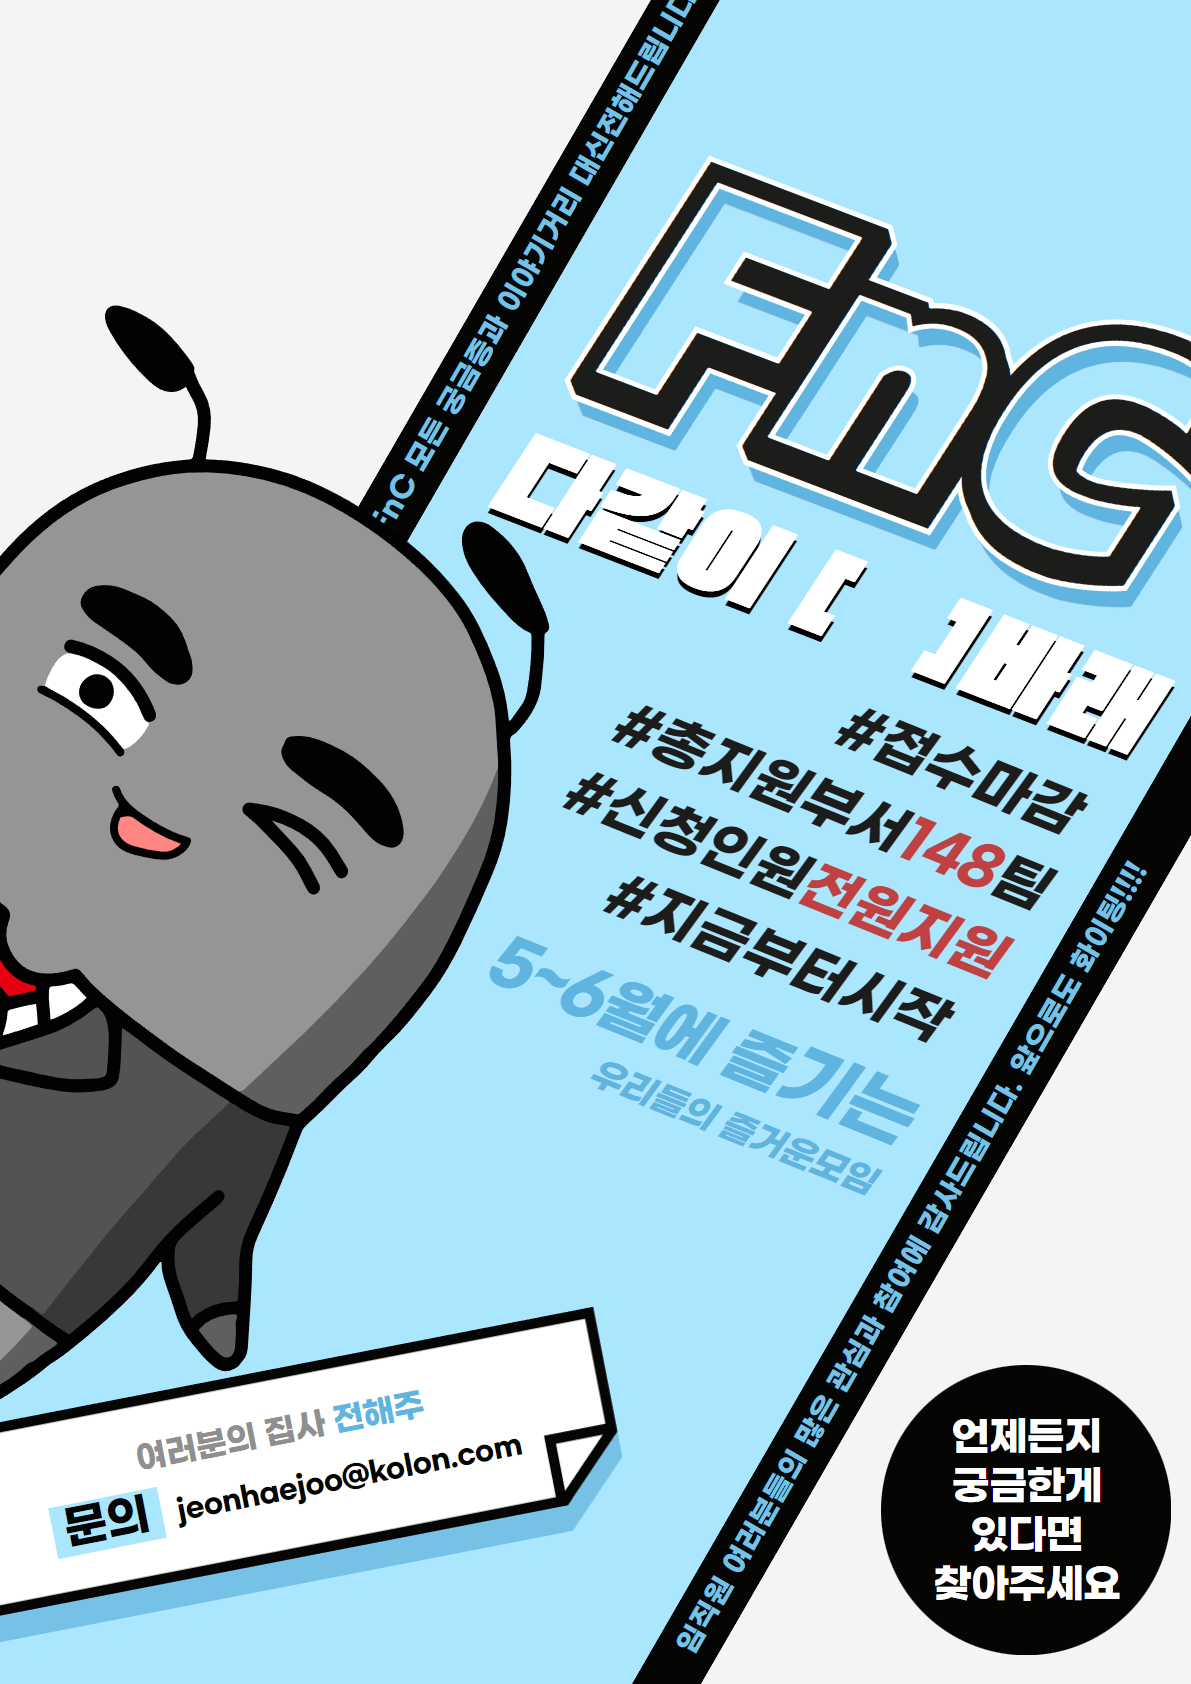 FnC 모든 궁금증과 이야기거리 대신전해드립니다
FnC
다같이 [ ]바래
#접수마감
#총지원부서148팀
#신청인원전원지원
#지금부터시작
5~6월에 즐기는
우리들의 즐거운모임
임직원 여러분들의 많은 관심과 참여에 감사드립니다. 앞으로도 화이팅!!!!
여러분의 집사 전해주
문의 jeonhaejoo@kolon.com
언제든지
궁금한게
있다면
찾아주세요